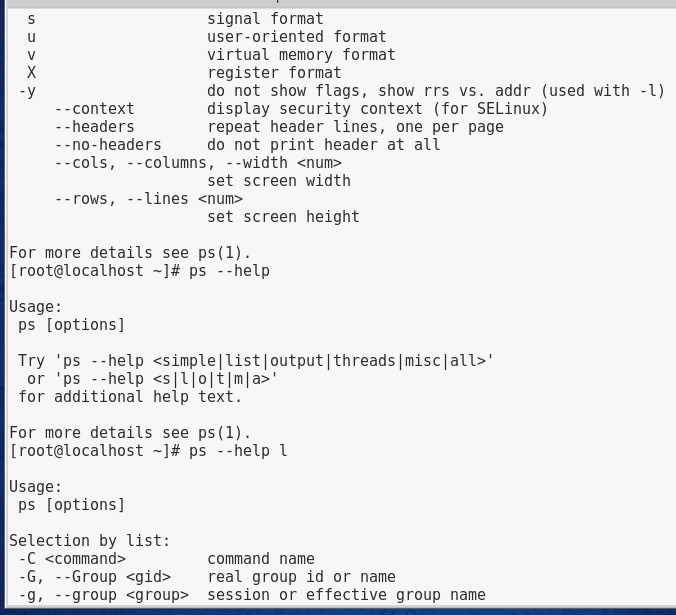 s signal format
u user-oriented format
v virtual memory format
X register format
-y do not show flags, show rrs vs. addr (used with -l)
--context display security context (for SELinux)
--headers repeat header lines, one per page
--no-headers do not print header at all
--cols, --columns, --width <num>
set screen width
--rows, --lines <num>
set screen height
For more details see ps(1).
[root@localhost ~]# ps --help
Usage:
ps [options]
Try 'ps --help <simple|list|output|threads|misc|all>'
or 'ps --help <s|l|o|t|m|a>'
for additional help text.
For more details see ps(1).
[root@localhost ~]# ps --help l
Usage:
ps [options]
Selection by list:
-C <command> command name
-G, --Group <gid> real group id or name
-g, --group <group> session or effective group name